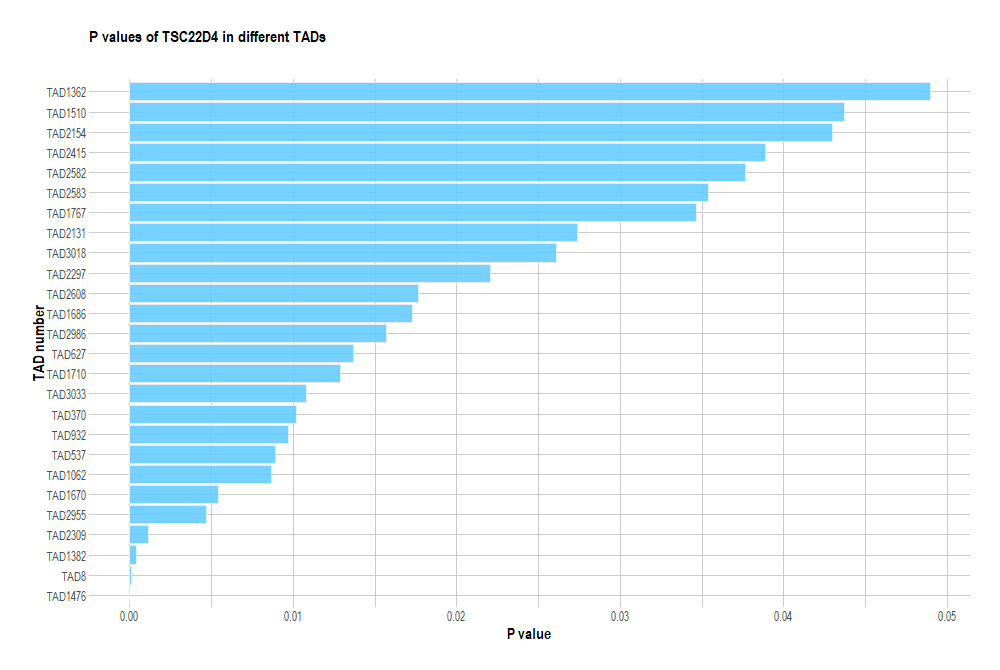 P values of TSC22D4 in different TADs
TAD number
TAD1362
TAD1510
TAD2154
TAD2415
TAD2582
TAD2583
TAD1767
TAD2131
TAD3018
TAD2297
TAD2608
TAD1686
TAD2986
TAD627
TAD1710
TAD3033
TAD370
TAD932
TAD537
TAD1062
TAD1670
TAD2955
TAD2309
TAD1382
TAD8
TAD1476
0.00 0.01 0.02 0.03 0.04 0.05
P value